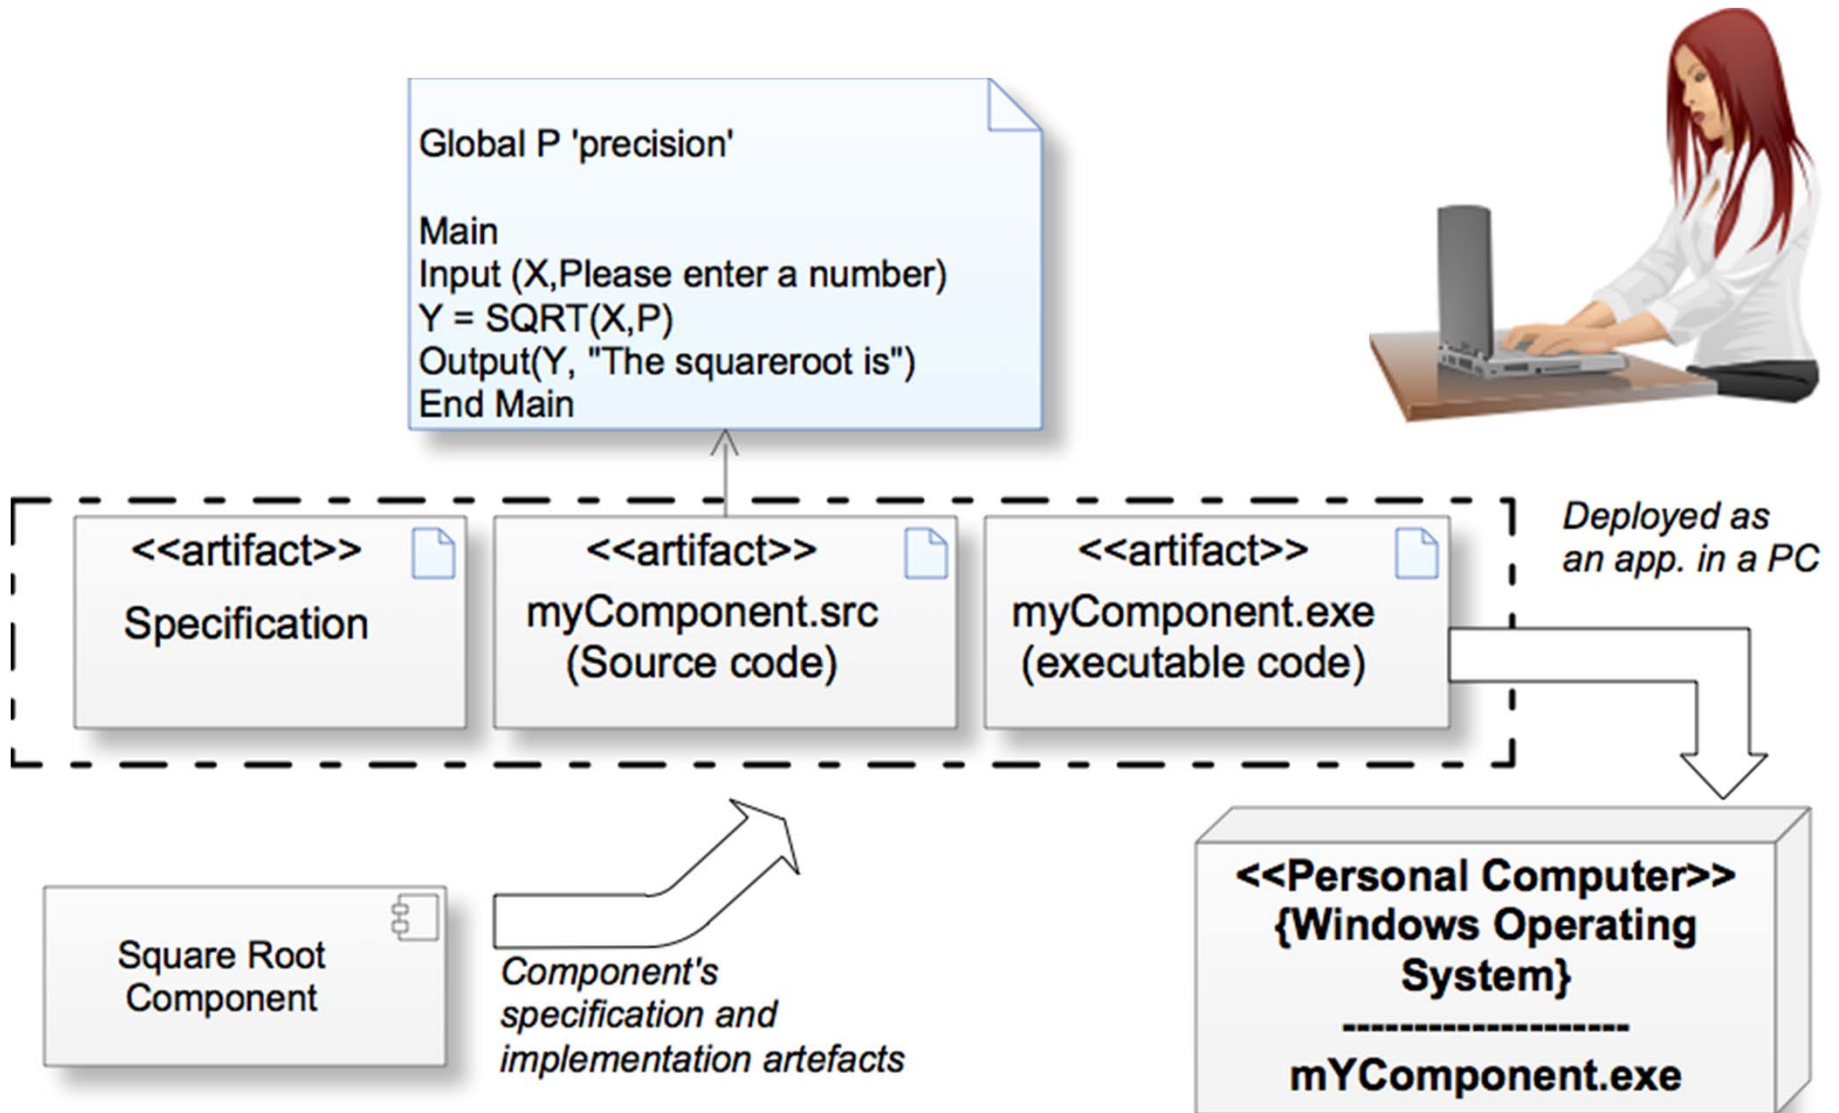 Global P 'precision'
Main
Input (X,Please enter a number)
Y = SQRT(X,P)
Output(Y, "The squareroot is")
End Main
<<artifact>>
Specification
<<artifact>>
myComponent.src
(Source code)
<<artifact>>
myComponent.exe
(executable code)
Deployed as
an app. in a PC
Square Root
Component
Component's
specification and
implementation artefacts
<<Personal Computer>>
{Windows Operating
System}
--------------------
mYComponent.exe